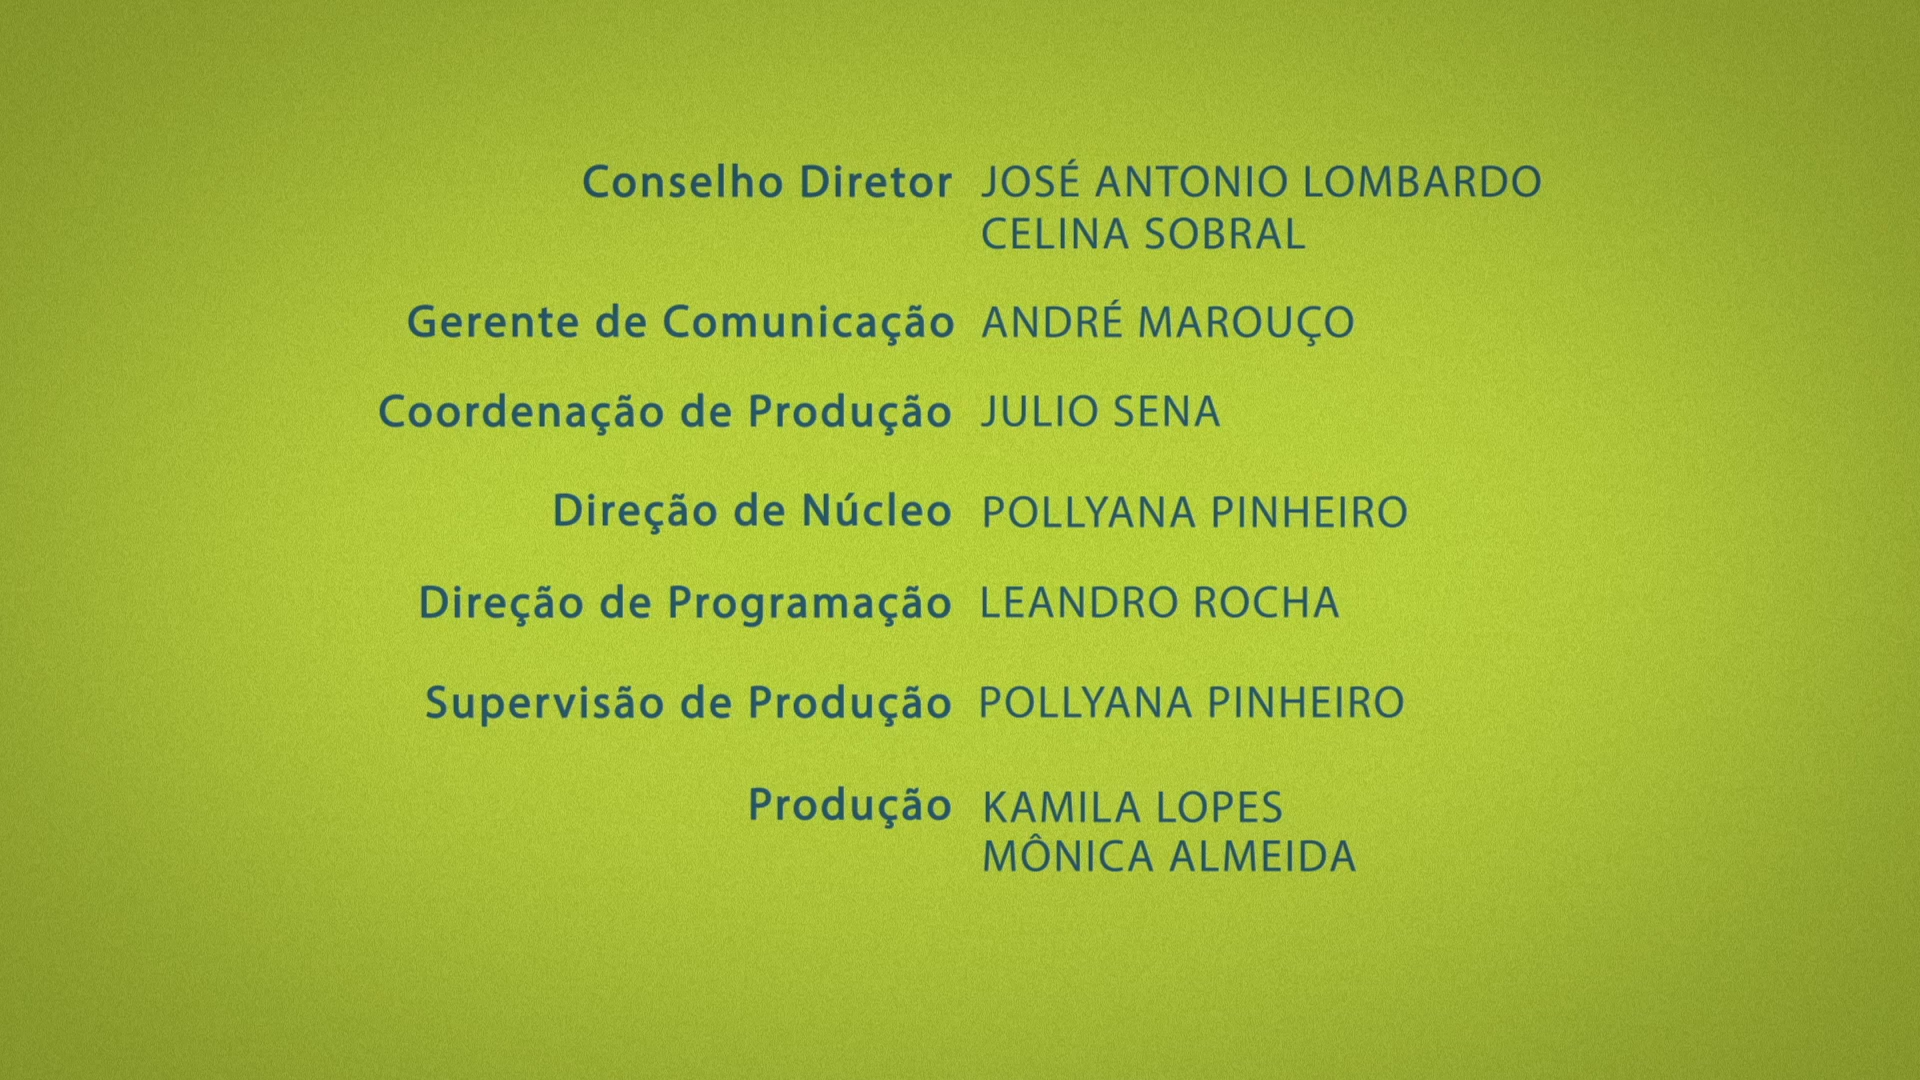 Conselho Diretor JOSÉ ANTONIO LOMBARDO
CELINA SOBRAL
Gerente de Comunicação ANDRÉ MAROUÇO
Coordenação de Produção JULIO SENA
Direção de Núcleo POLLYANA PINHEIRO
Direção de Programação LEANDRO ROCHA
Supervisão de Produção POLLYANA PINHEIRO
Produção KAMILA LOPES
MÔNICA ALMEIDA